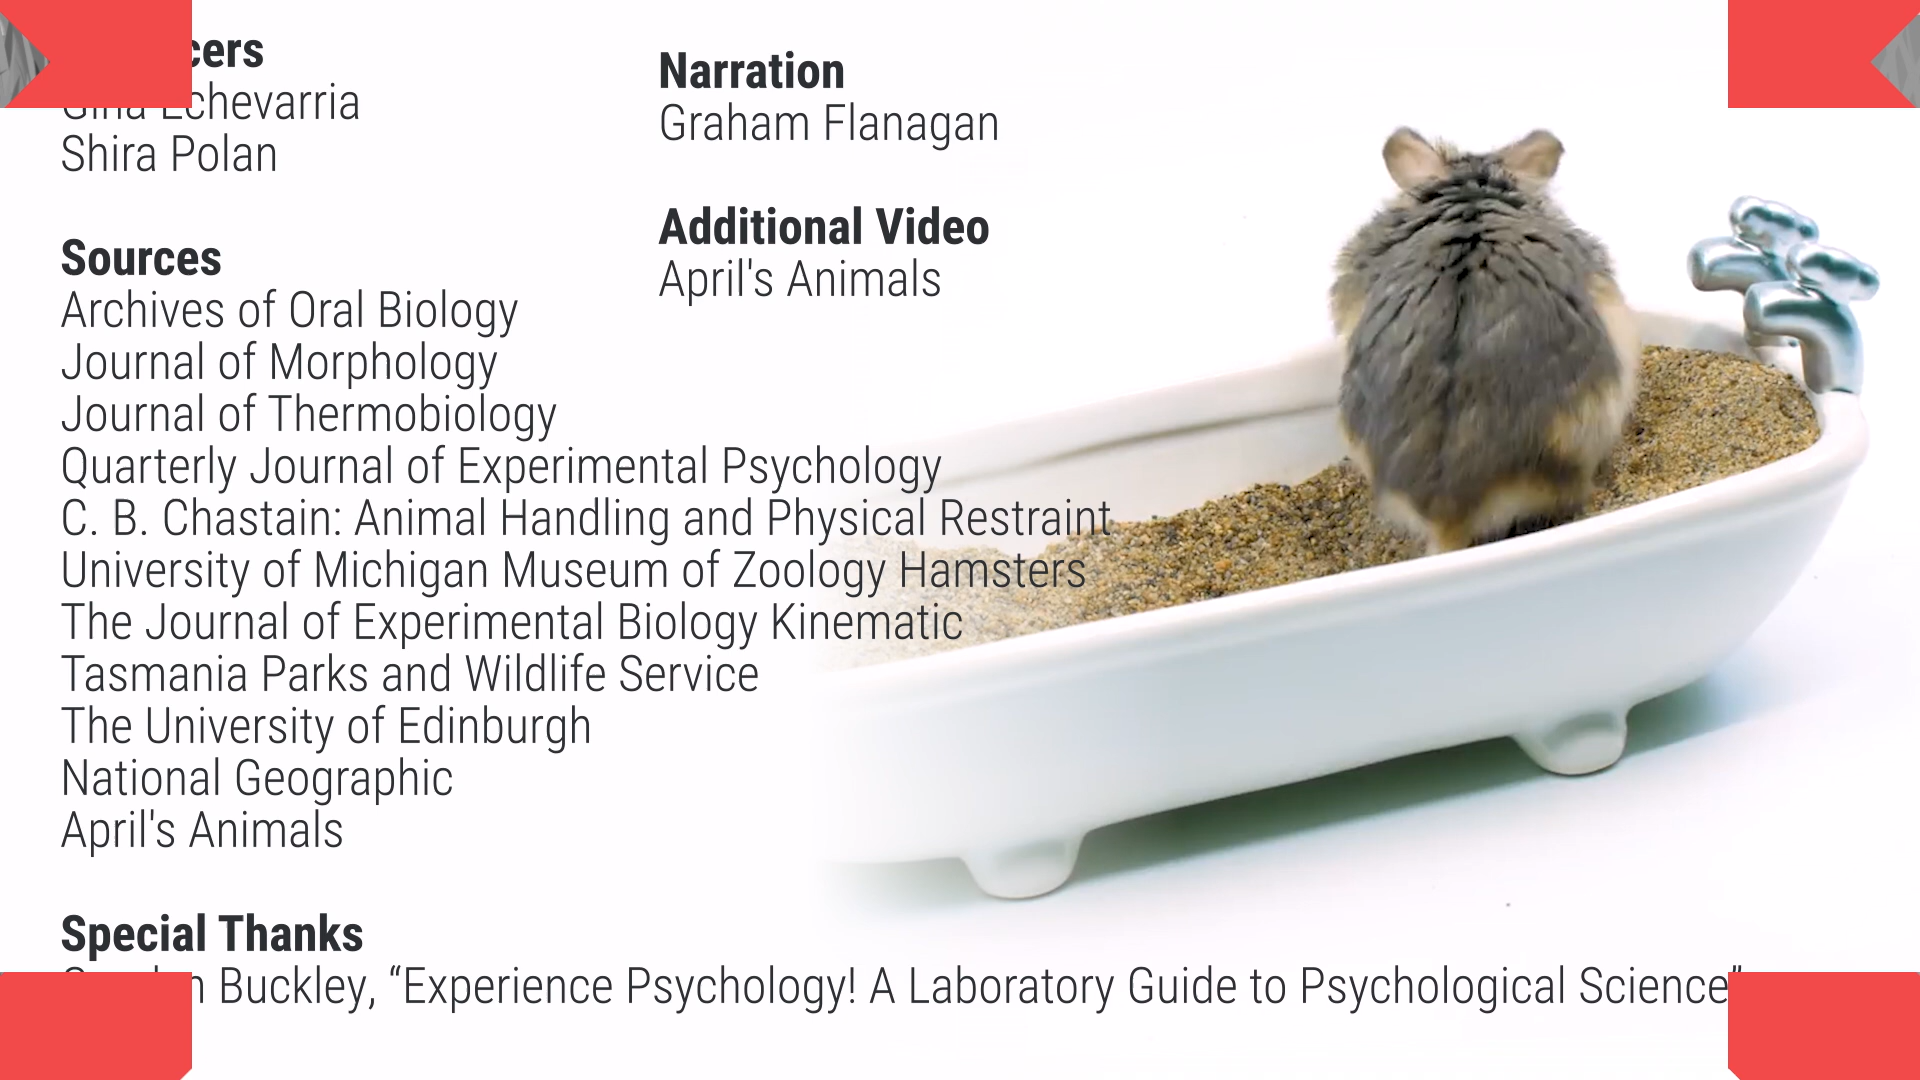 Echevarria
Shira Polan
Sources
Archives of Oral Biology
Journal of Morphology
Journal of Thermobiology
Quarterly Journal of Experimental Psychology
C. B. Chastain: Animal Handling and Physical Restraint
University of Michigan Museum of Zoology Hamsters
The Journal of Experimental Biology Kinematic
Tasmania Parks and Wildlife Service
The University of Edinburgh
National Geographic
April's Animals
Special Thanks
Buckley, “Experience Psychology! A Laboratory Guide to Psychological Science”
Narration
Graham Flanagan
Additional Video
April's Animals